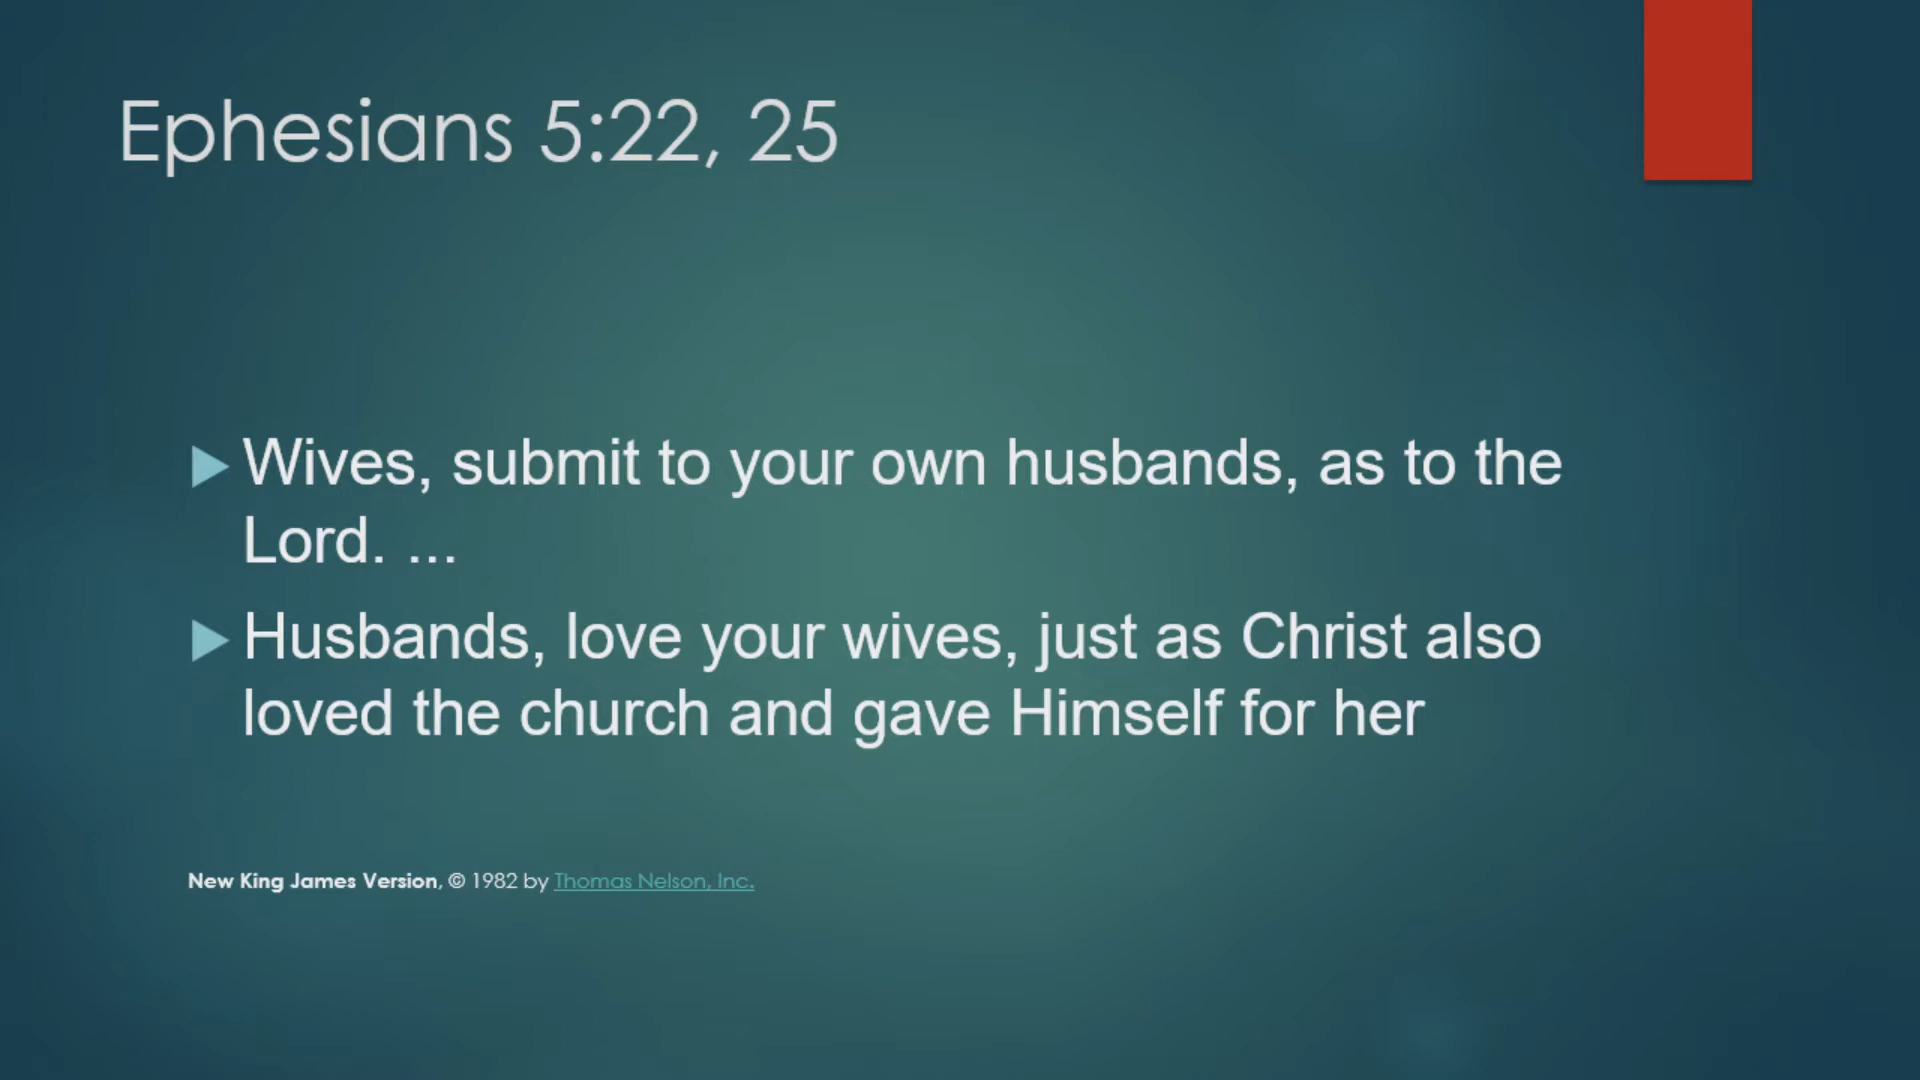 Ephesians 5:22, 25
Wives, submit to your own husbands, as to the
Lord. ...
Husbands, love your wives, just as Christ also
loved the church and gave Himself for her
New King James Version, © 1982 by Thomas Nelson, Inc.